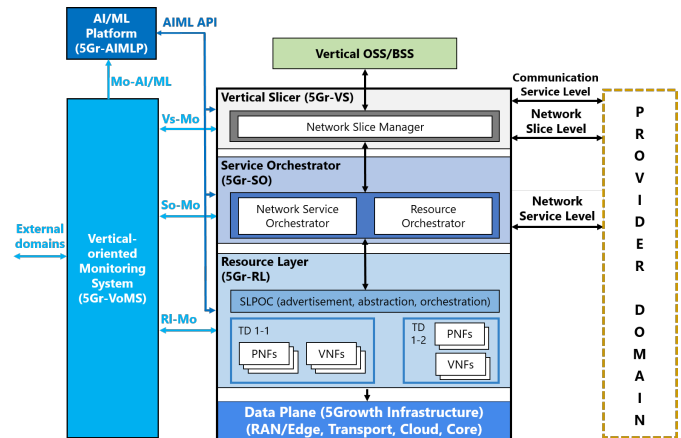 AI/ML
Platform
(5Gr-AIMLP)
AIML API
Mo-AI/ML
Vertical OSS/BSS
Vertical Slicer (5Gr-VS)
Network Slice Manager
Vs-Mo
Communication
Service Level
Network
Slice Level
Service Orchestrator
(5Gr-SO)
Network Service
Orchestrator
Resource
Orchestrator
So-Mo
Network
Service Level
External
domains
Vertical-
oriented
Monitoring
System
(5Gr-VoMS)
Resource Layer
(5Gr-RL)
SLPOC (advertisement, abstraction, orchestration)
Rl-Mo
TD 1-1
PNFs
VNFs
TD
1-2
PNFs
VNFs
Data Plane (5Growth Infrastructure)
(RAN/Edge, Transport, Cloud, Core)
P
R
O
V
I
D
E
R
D
O
M
A
I
N